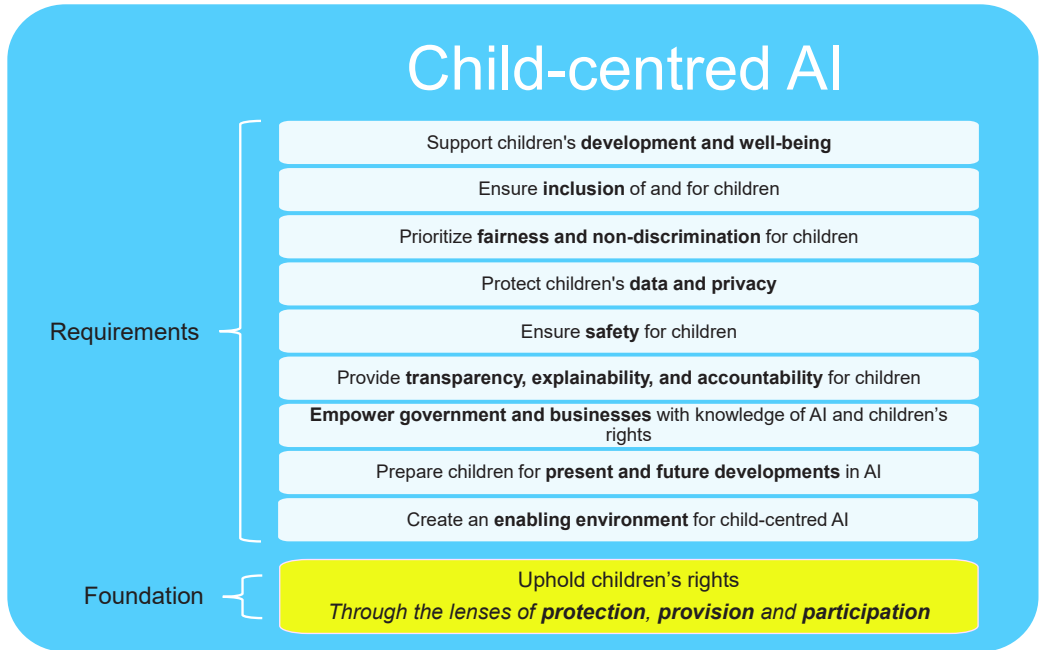 Child-centred AI
Support children's development and well-being
Ensure inclusion of and for children
Prioritize fairness and non-discrimination for children
Protect children's data and privacy
Requirements
Ensure safety for children
Provide transparency, explainability, and accountability for children
Empower government and businesses with knowledge of AI and children’s
rights
Prepare children for present and future developments in AI
Create an enabling environment for child-centred AI
Foundation
Uphold children’s rights
Through the lenses of protection, provision and participation